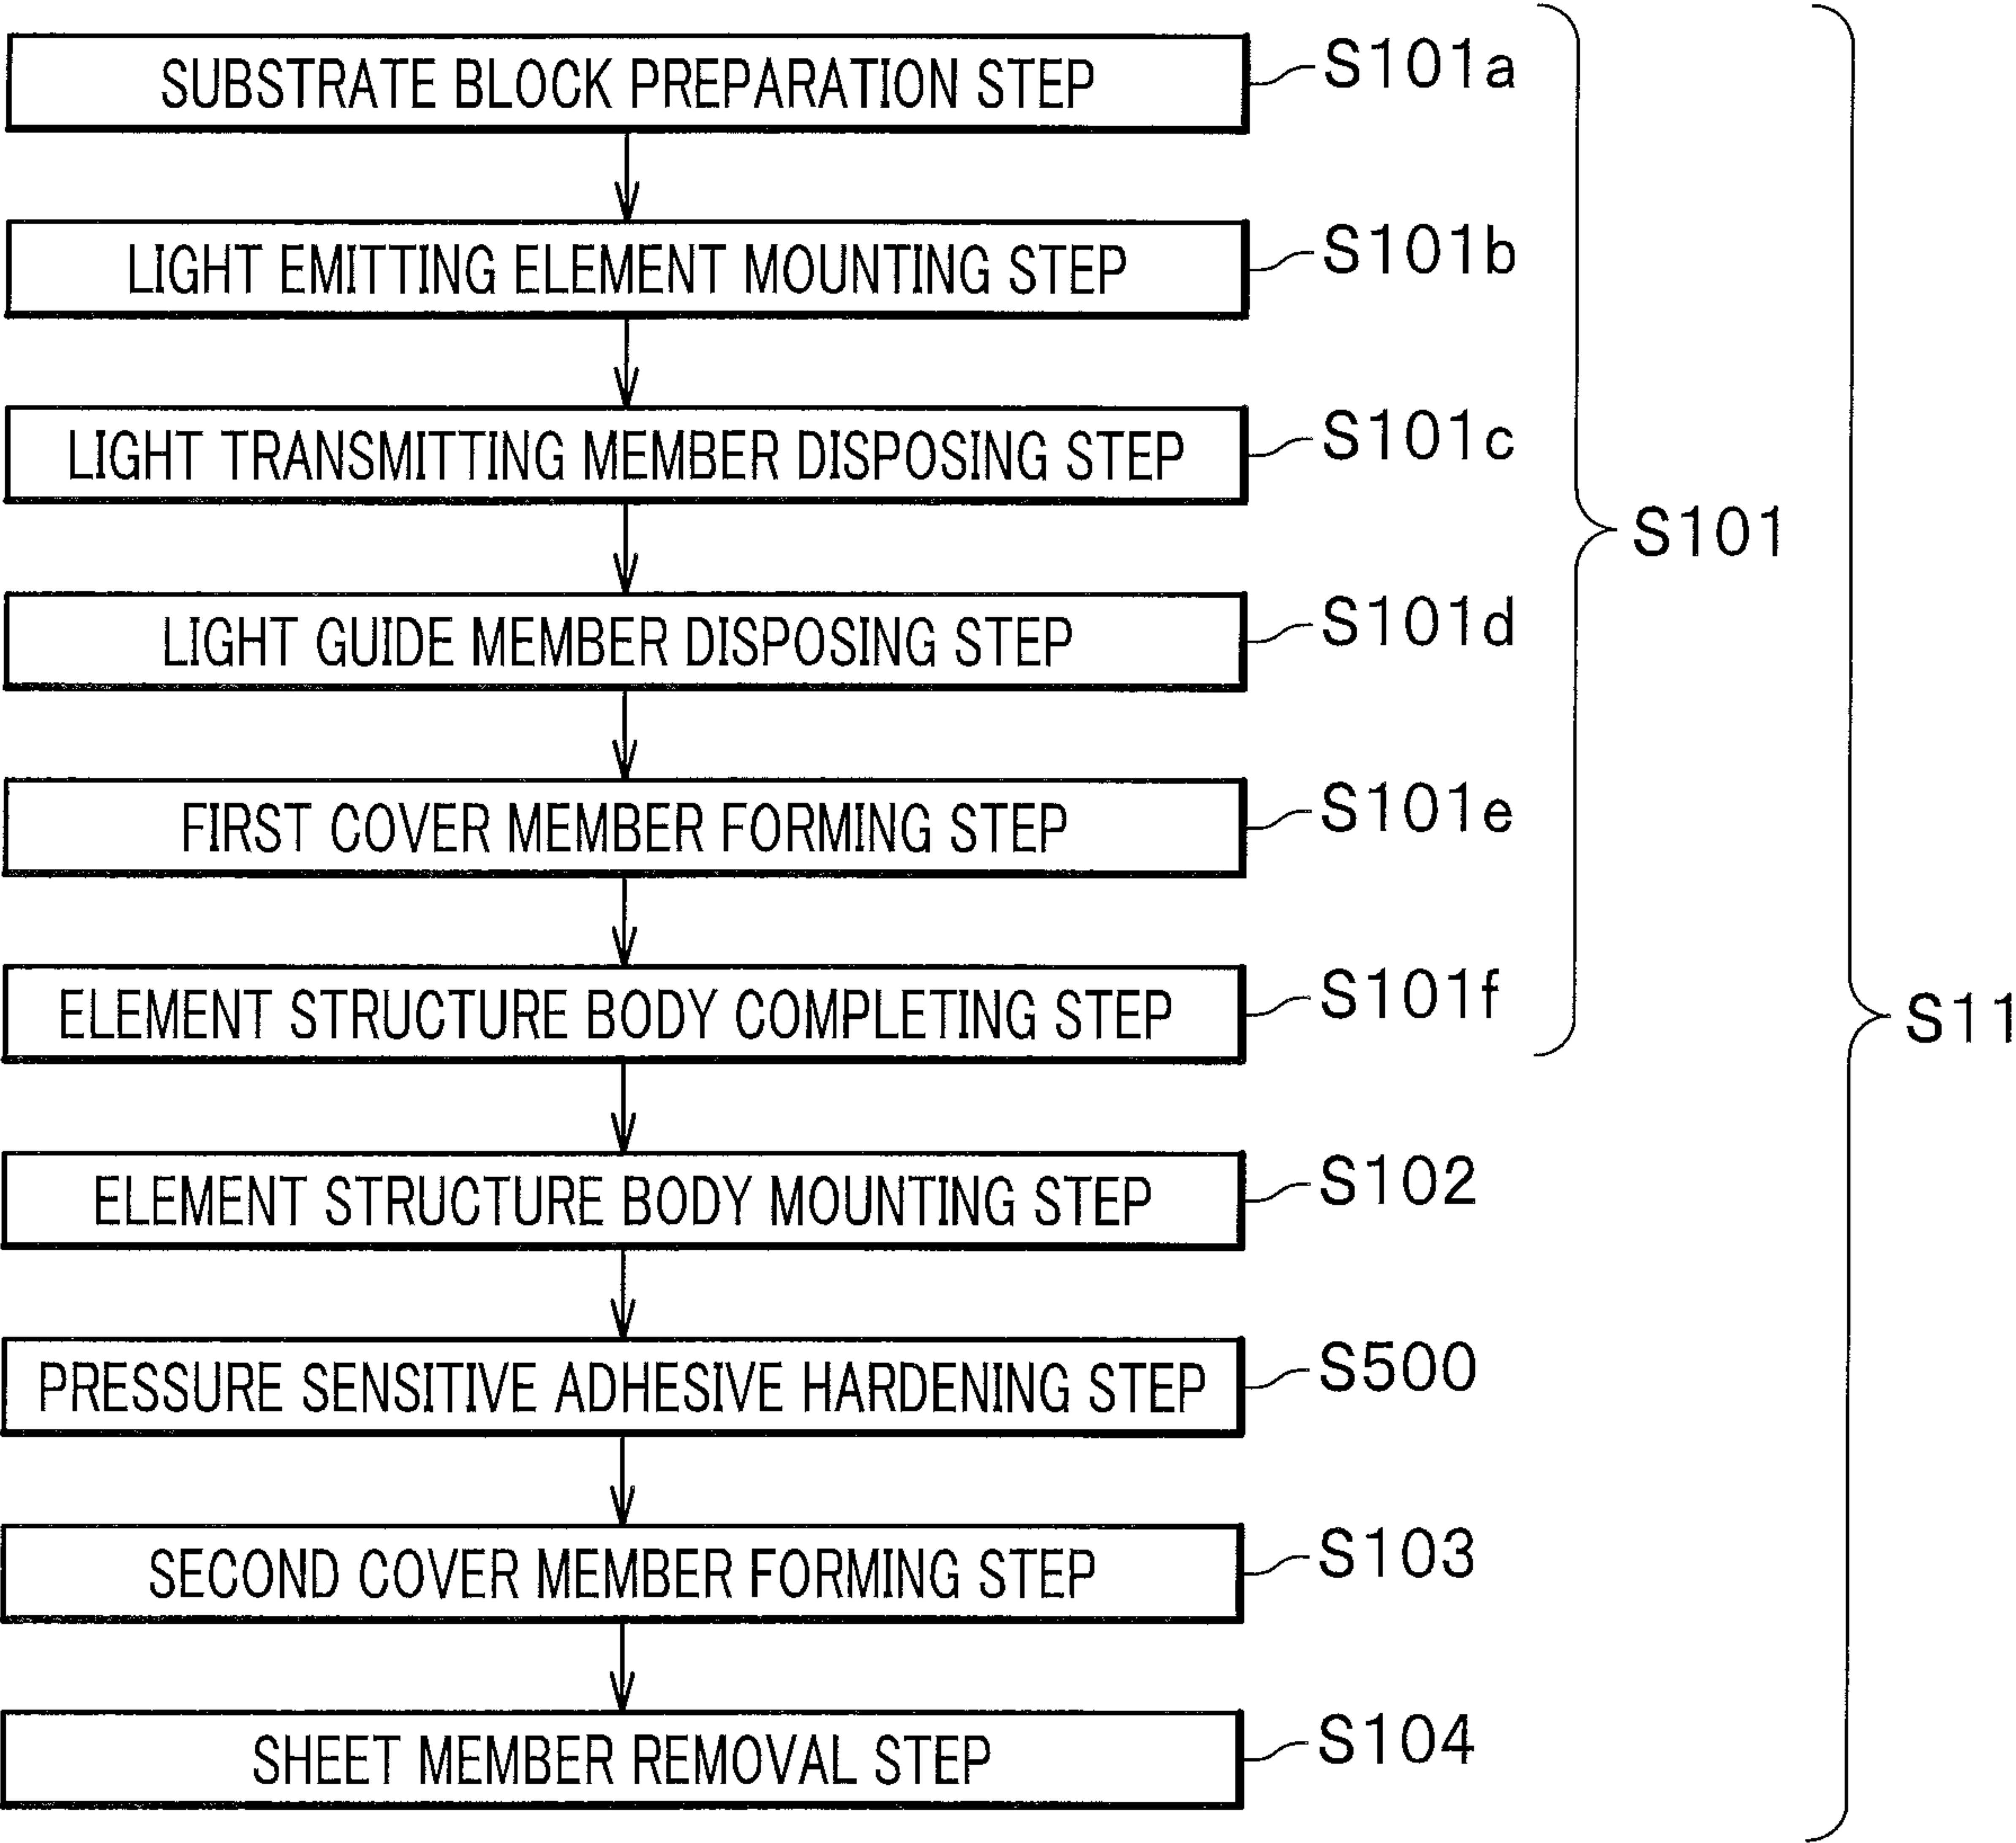 SUBSTRATE BLOCK PREPARATION STEP S101a
LIGHT EMITTING ELEMENT MOUNTING STEP S101b
LIGHT TRANSMITTING MEMBER DISPOSING STEP S101c
S101
LIGHT GUIDE MEMBER DISPOSING STEP S101d
FIRST COVER MEMBER FORMING STEP S101e
ELEMENT STRUCTURE BODY COMPLETING STEP S101f
S11
ELEMENT STRUCTURE BODY MOUNTING STEP S102
PRESSURE SENSITIVE ADHESIVE HARDENING STEP S500
SECOND COVER MEMBER FORMING STEP S103
SHEET MEMBER REMOVAL STEP S104